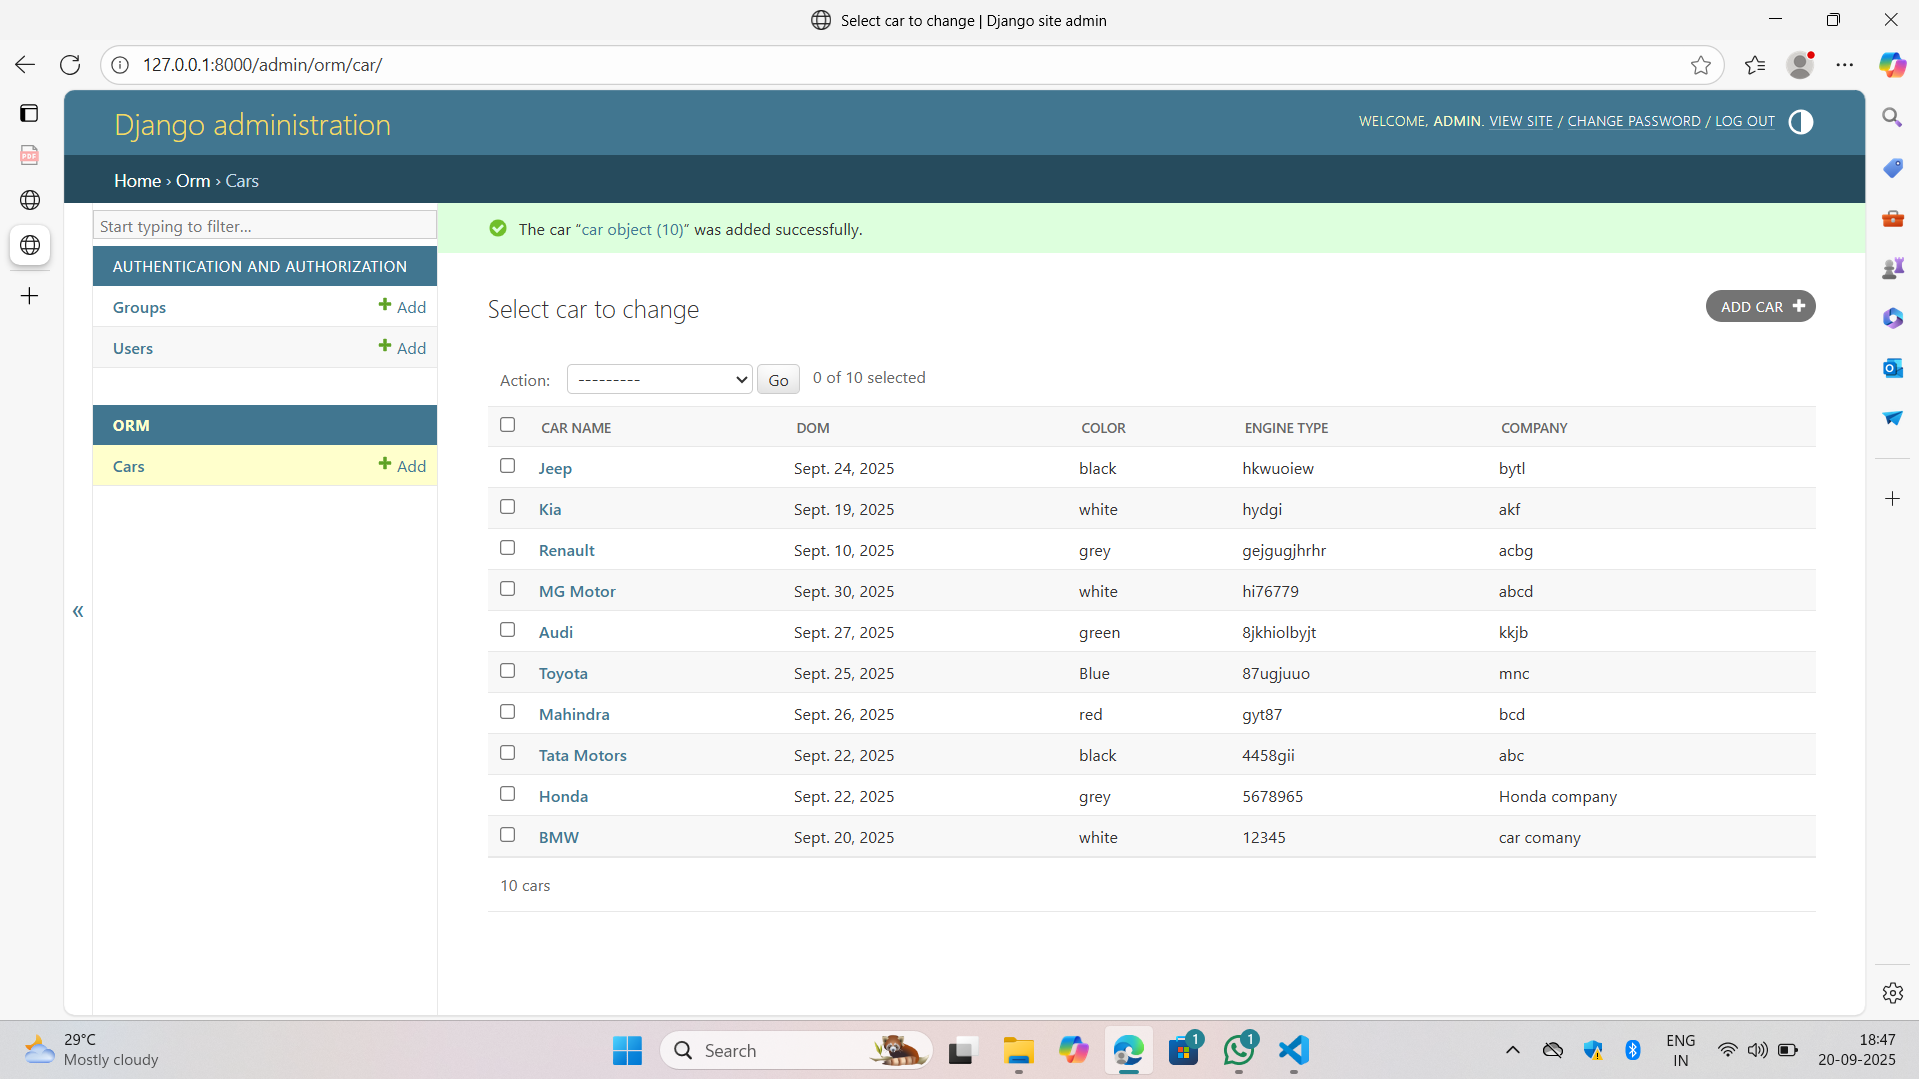 Select car to change | Django site admin
127.0.0.1:8000/admin/orm/car/
Django administration
WELCOME, ADMIN. VIEW SITE / CHANGE PASSWORD / LOG OUT
Home › Orm › Cars
Start typing to filter...
The car “car object (10)” was added successfully.
AUTHENTICATION AND AUTHORIZATION
Groups Add
Users Add
ORM
Cars Add
«
Select car to change
ADD CAR
Action: --------- Go 0 of 10 selected
CAR NAME DOM COLOR ENGINE TYPE COMPANY
Jeep Sept. 24, 2025 black hkwuoiew bytl
Kia Sept. 19, 2025 white hydgi akf
Renault Sept. 10, 2025 grey gejgugjhrhr acbg
MG Motor Sept. 30, 2025 white hi76779 abcd
Audi Sept. 27, 2025 green 8jkhiolbyjt kkjb
Toyota Sept. 25, 2025 Blue 87ugjuuo mnc
Mahindra Sept. 26, 2025 red gyt87 bcd
Tata Motors Sept. 22, 2025 black 4458gii abc
Honda Sept. 22, 2025 grey 5678965 Honda company
BMW Sept. 20, 2025 white 12345 car comany
10 cars
29°C
Mostly cloudy
Search
1
1
ENG
IN
18:47
20-09-2025